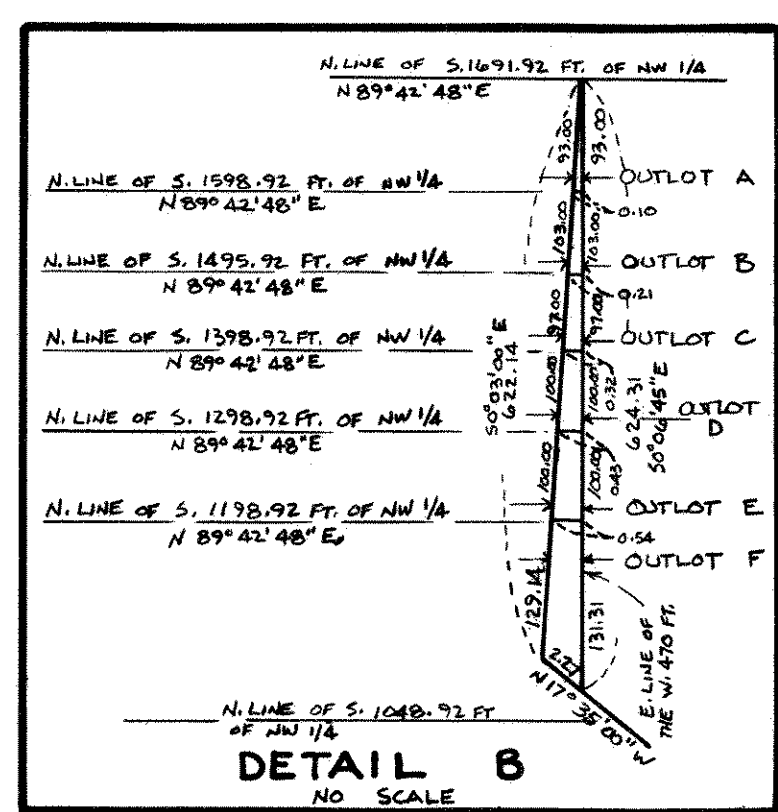 N. LINE OF S. 1691.92 FT. OF NW 1/4
N 89° 42' 48" E
93.00
93.00
OUTLOT A
N. LINE OF S. 1598.92 FT. OF NW 1/4
N 89° 42' 48" E
0.10
103.00
103.00
N. LINE OF S. 1495.92 FT. OF NW 1/4
N 89° 42' 48" E
OUTLOT B
0.21
97.00
97.00
N. LINE OF S. 1398.92 FT. OF NW 1/4
N 89° 42' 48" E
OUTLOT C
0.32
S0°03'00" E
622.14
100.00
100.00
624.31
S0°06'45"E
OUTLOT
D
N. LINE OF S. 1298.92 FT. OF NW 1/4
N 89° 42' 48" E
0.43
100.00
100.00
N. LINE OF S. 1198.92 FT. OF NW 1/4
N 89° 42' 48" E
OUTLOT E
0.54
OUTLOT F
129.14
131.31
E. LINE OF
THE W. 470 FT.
2.27
N 17° 35' 00" W
N. LINE OF S. 1048.92 FT
OF NW 1/4
DETAIL B
NO SCALE